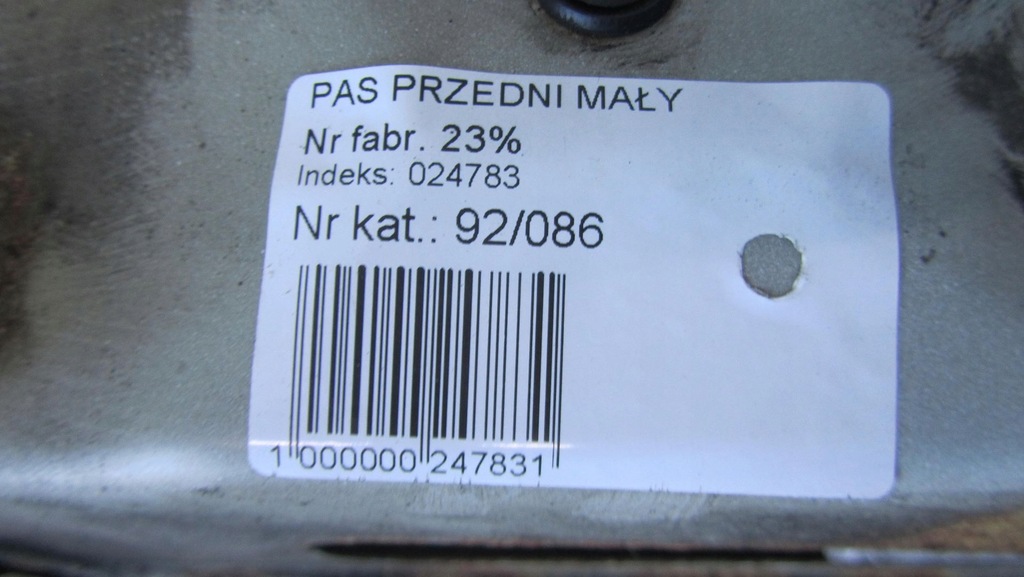 PAS PRZEDNI MAŁY
Nr fabr. 23%
Indeks: 024783
Nr kat.: 92/086
1 000000 247831